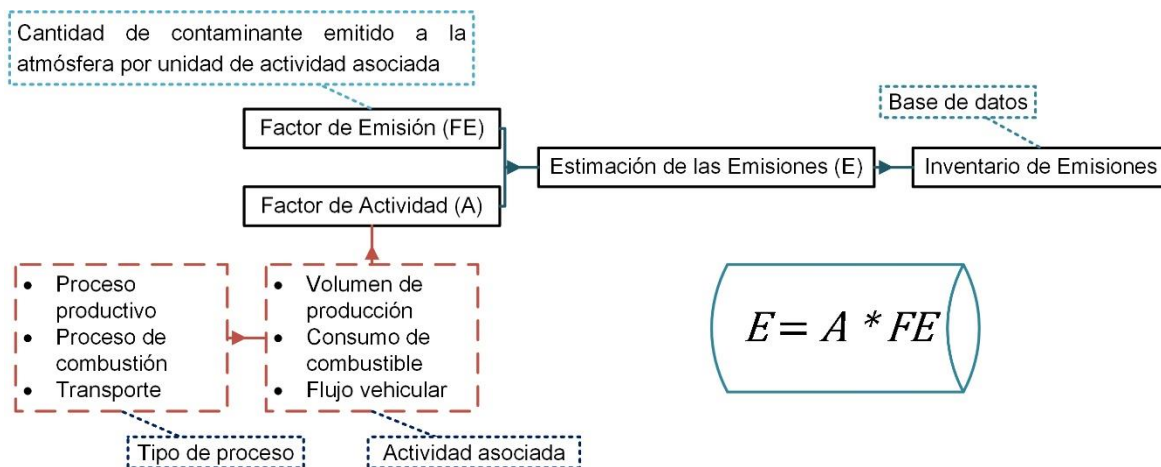 Cantidad de contaminante emitido a la
atmósfera por unidad de actividad asociada
Base de datos
Factor de Emisión (FE)
Estimación de las Emisiones (E)
Inventario de Emisiones
Factor de Actividad (A)
• Proceso
productivo
• Proceso de
combustión
• Transporte
• Volumen de
producción
• Consumo de
combustible
• Flujo vehicular
E = A * FE
Tipo de proceso
Actividad asociada